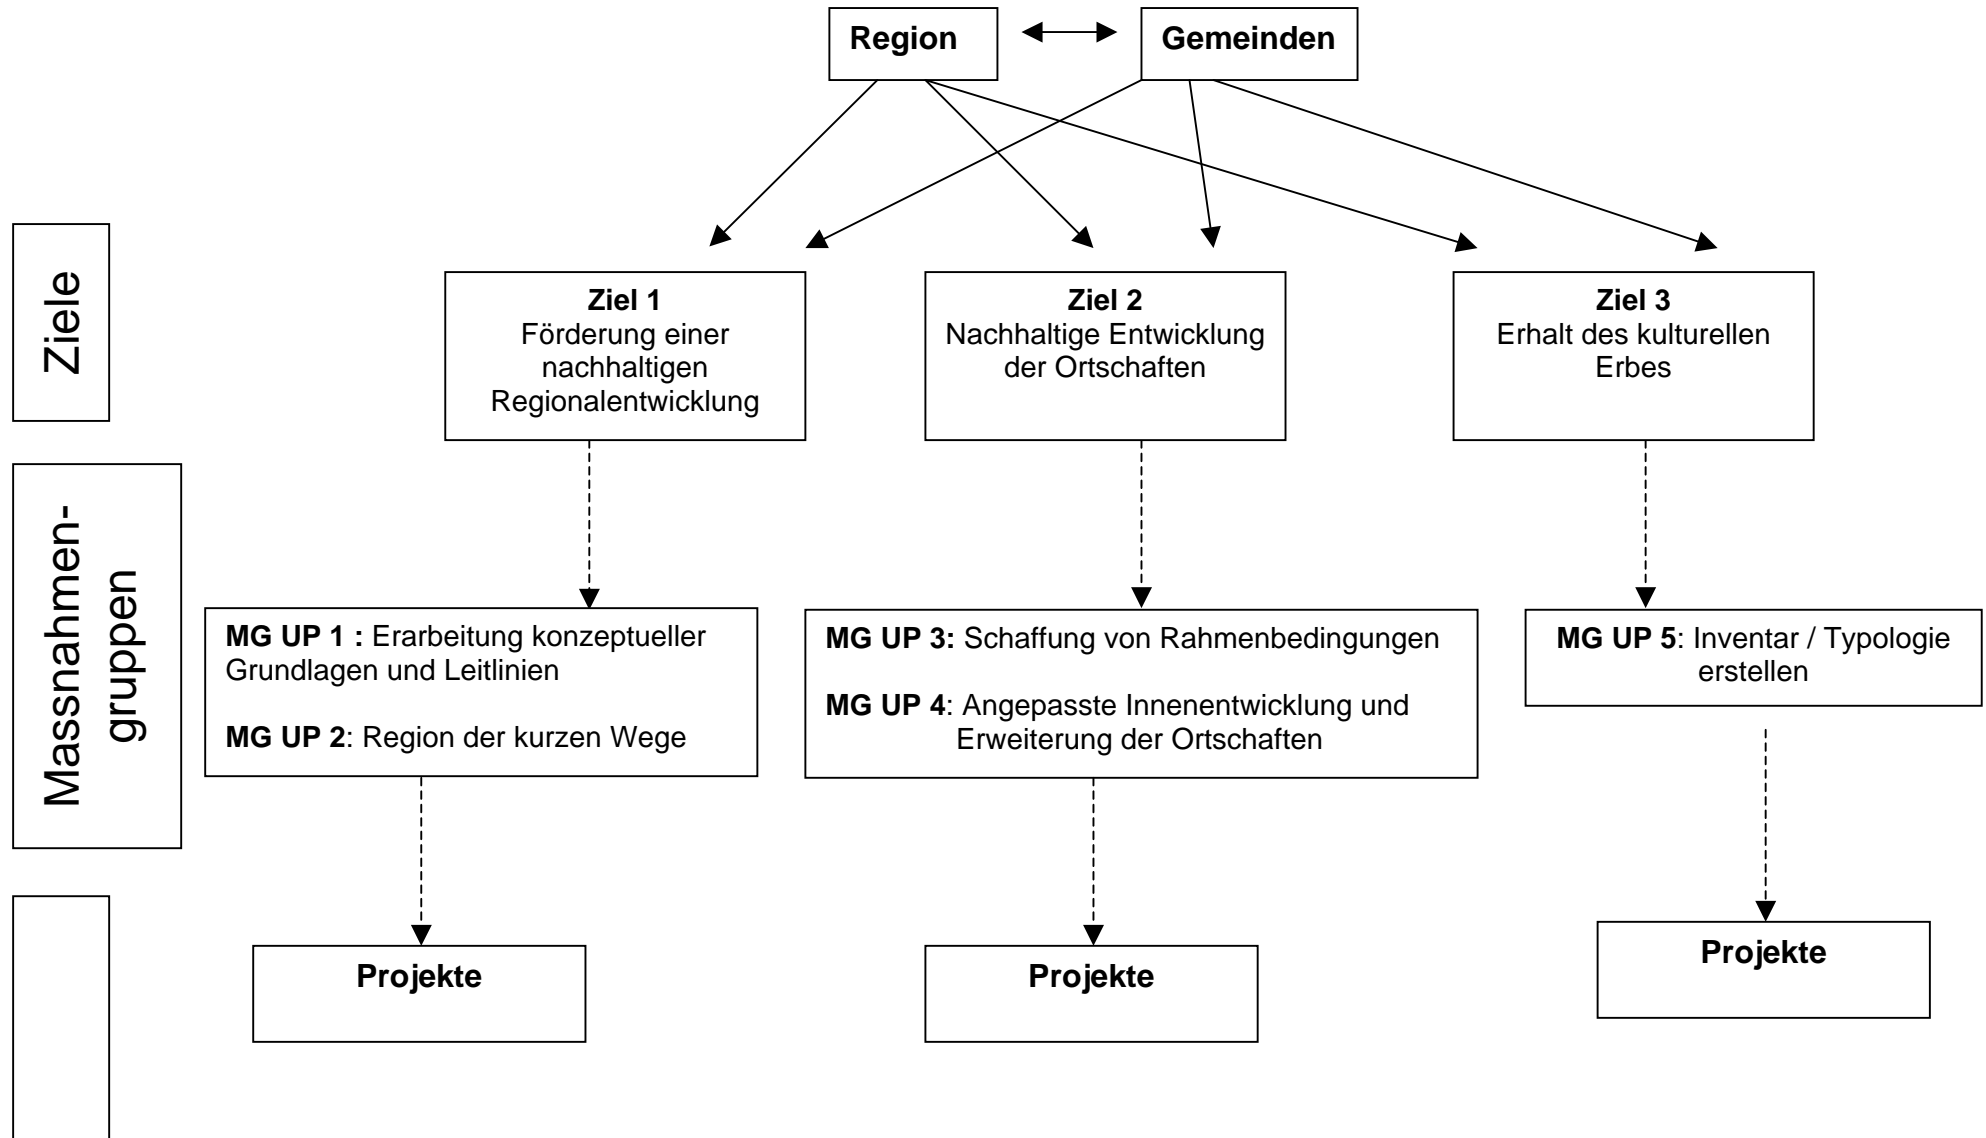 Region
Gemeinden
Ziele
Ziel 1
Förderung einer
nachhaltigen
Regionalentwicklung
Ziel 2
Nachhaltige Entwicklung
der Ortschaften
Ziel 3
Erhalt des kulturellen
Erbes
Massnahmen-
gruppen
MG UP 1 : Erarbeitung konzeptueller
Grundlagen und Leitlinien
MG UP 2: Region der kurzen Wege
MG UP 3: Schaffung von Rahmenbedingungen
MG UP 4: Angepasste Innenentwicklung und
Erweiterung der Ortschaften
MG UP 5: Inventar / Typologie
erstellen
Projekte
Projekte
Projekte